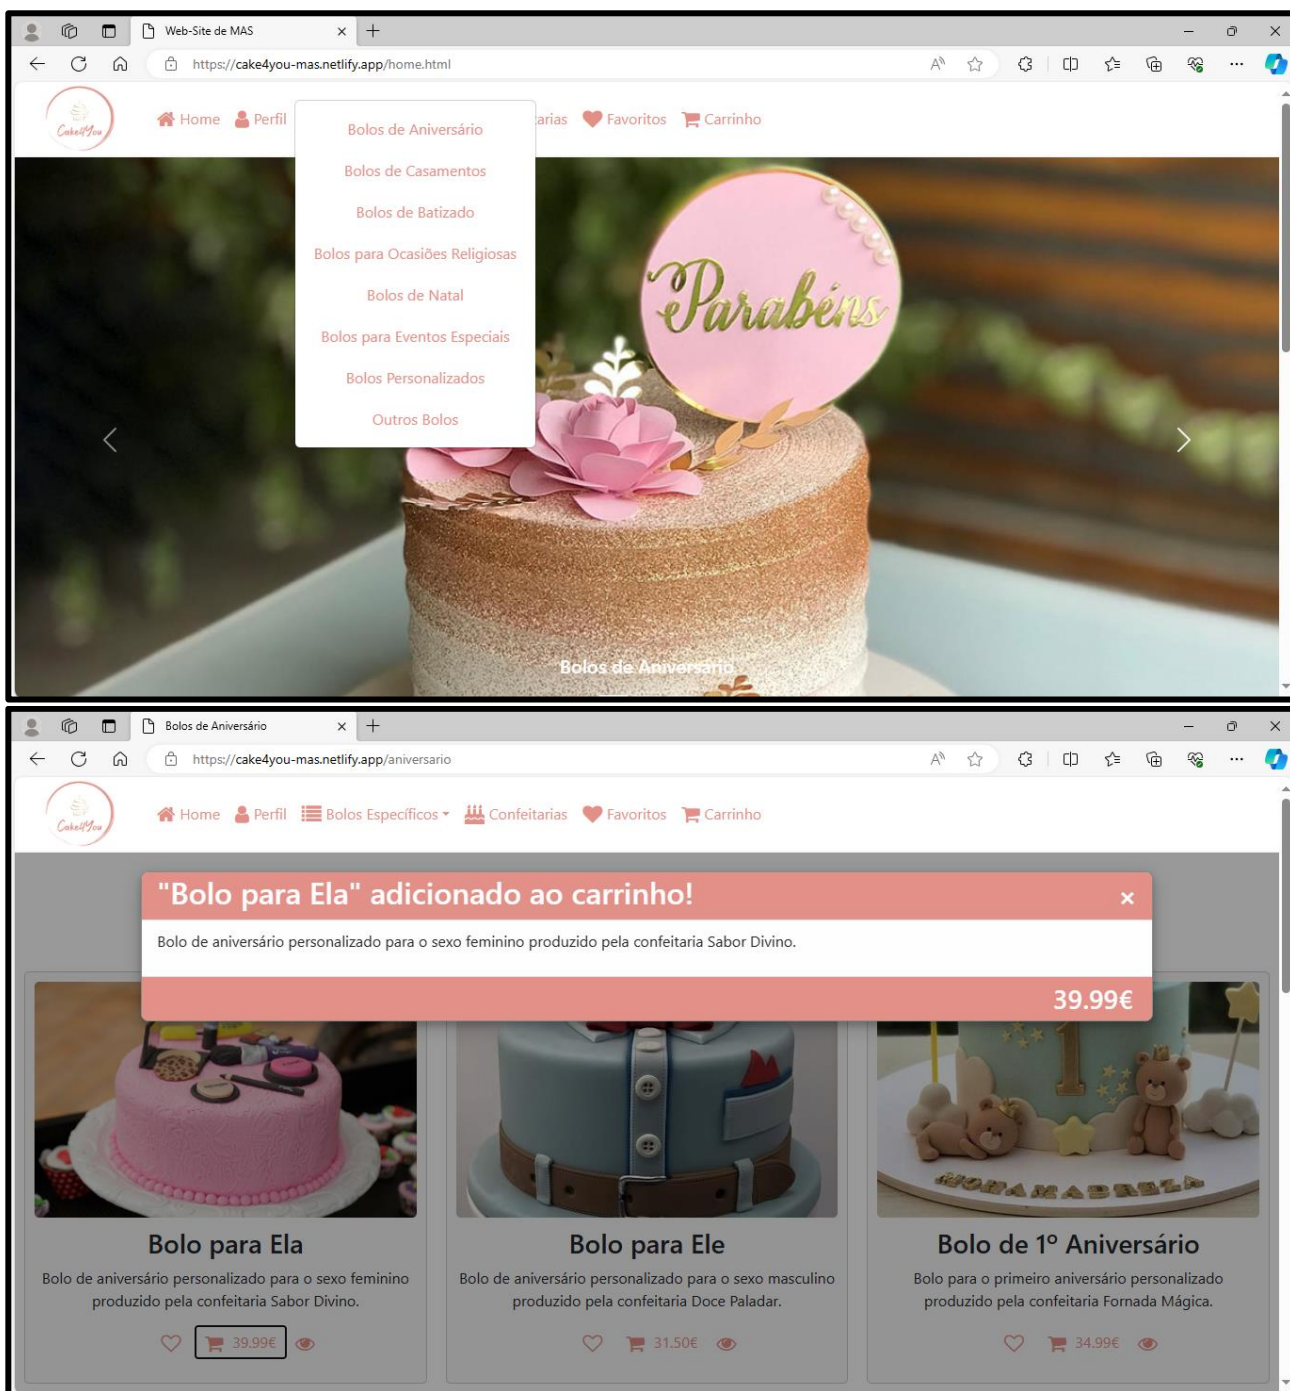 Web-Site de MAS
https://cake4you-mas.netlify.app/home.html
Cake4You
Home Perfil
Favoritos Carrinho
Bolos de Aniversário
Bolos de Casamentos
Bolos de Batizado
Bolos para Ocasiões Religiosas
Bolos de Natal
Bolos para Eventos Especiais
Bolos Personalizados
Outros Bolos
Parabéns
Bolos de Aniversário
Bolos de Aniversário
https://cake4you-mas.netlify.app/aniversario
Cake4You
Home Perfil Bolos Específicos Confeitarias Favoritos Carrinho
"Bolo para Ela" adicionado ao carrinho!
Bolo de aniversário personalizado para o sexo feminino produzido pela confeitaria Sabor Divino.
39.99€
1
Bolo para Ela
Bolo de aniversário personalizado para o sexo feminino
produzido pela confeitaria Sabor Divino.
39.99€
Bolo para Ele
Bolo de aniversário personalizado para o sexo masculino
produzido pela confeitaria Doce Paladar.
31.50€
Bolo de 1º Aniversário
Bolo para o primeiro aniversário personalizado
produzido pela confeitaria Fornada Mágica.
34.99€